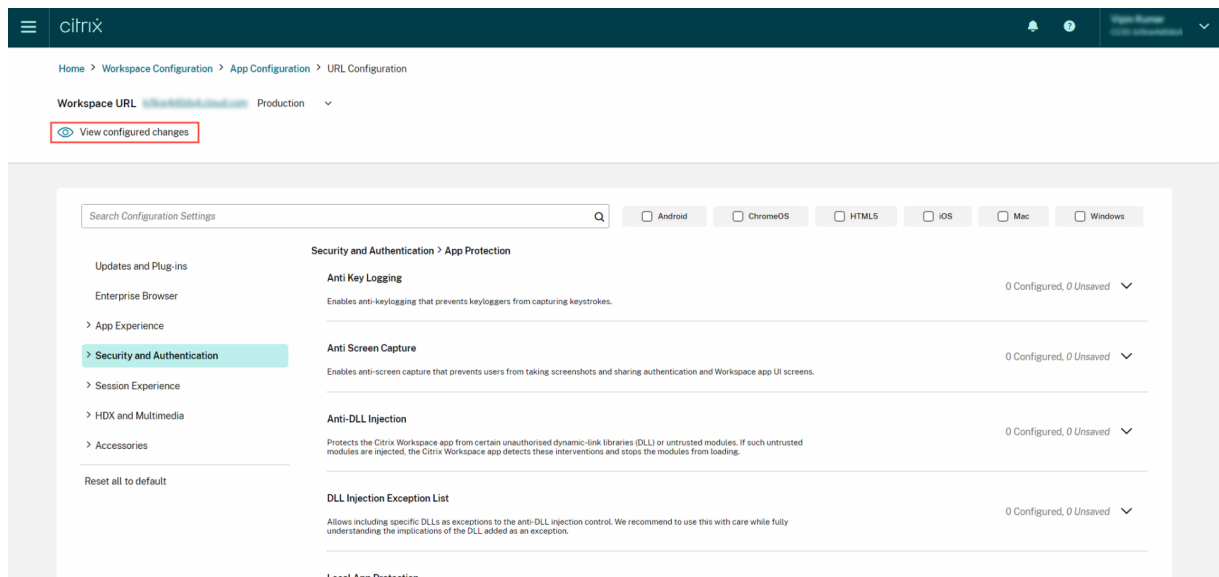 citrix
Home > Workspace Configuration > App Configuration > URL Configuration
Workspace URL Production
View configured changes
Search Configuration Settings
Android ChromeOS HTML5 iOS Mac Windows
Updates and Plug-ins
Enterprise Browser
> App Experience
> Security and Authentication
> Session Experience
> HDX and Multimedia
> Accessories
Reset all to default
Security and Authentication > App Protection
Anti Key Logging
Enables anti-keylogging that prevents keyloggers from capturing keystrokes.
0 Configured, 0 Unsaved
Anti Screen Capture
Enables anti-screen capture that prevents users from taking screenshots and sharing authentication and Workspace app UI screens.
0 Configured, 0 Unsaved
Anti-DLL Injection
Protects the Citrix Workspace app from certain unauthorised dynamic-link libraries (DLL) or untrusted modules. If such untrusted
modules are injected, the Citrix Workspace app detects these interventions and stops the modules from loading.
0 Configured, 0 Unsaved
DLL Injection Exception List
Allows including specific DLLs as exceptions to the anti-DLL injection control. We recommend to use this with care while fully
understanding the implications of the DLL added as an exception.
0 Configured, 0 Unsaved
Local App Protection